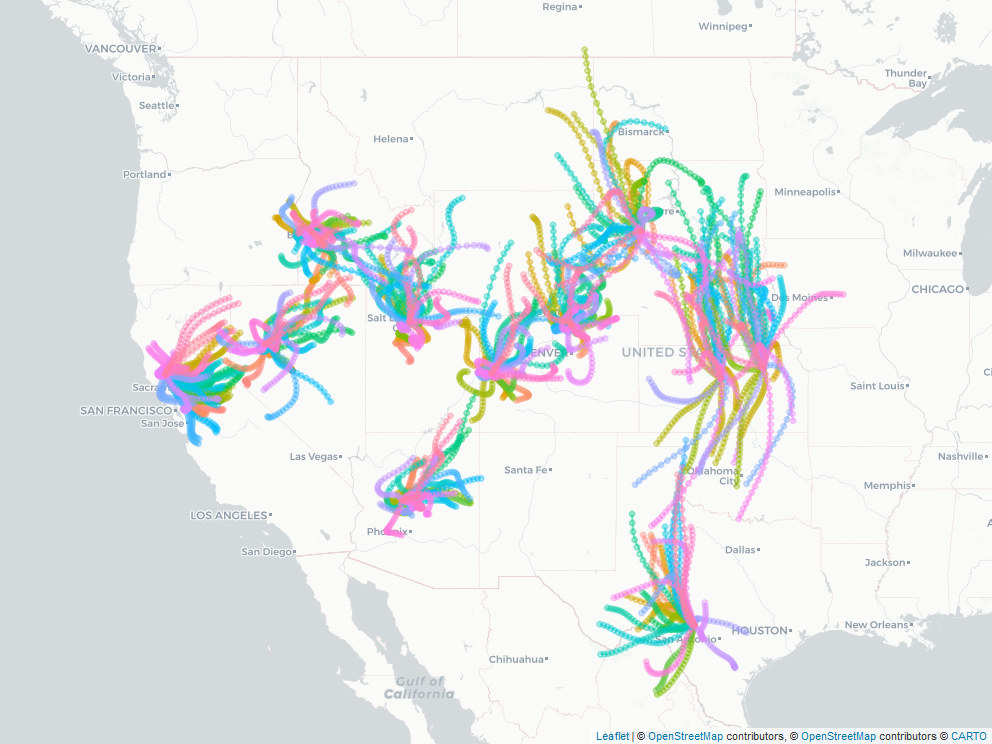 Regina
Winnipeg
VANCOUVER
Victoria
Thunder
Bay
Seattle
Helena
Bismarck
Portland
Minneapolis
Milwaukee
CHICAGO
Des Moines
Salt
UNITED
Sacra
Saint Louis
SAN FRANCISCO
San Jose
Las Vegas
Santa Fe
Oklahoma
City
Nashville
Memphis
LOS ANGELES
Phoenix
San Diego
Dallas
Jackson
HOUSTON
New Orleans
San Antonio
Chihuahua
Gulf of
California
Leaflet | © OpenStreetMap contributors, © OpenStreetMap contributors © CARTO